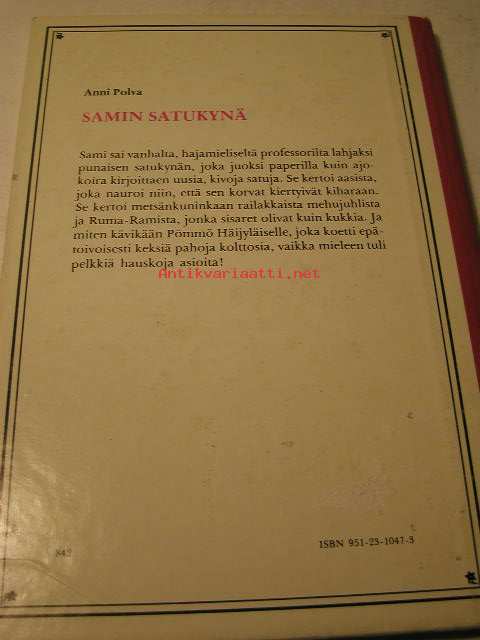 Anni Polva
SAMIN SATUKYNÄ
Sami sai vanhalta, hajamieliseltä professorilta lahjaksi
punaisen satukynän, joka juoksi paperilla kuin ajo-
koira kirjoittaen uusia, kivoja satuja. Se kertoi aasista,
joka nauroi niin, että sen korvat kiertyivät kiharaan.
Se kertoi metsänkuninkaan railakkaista mehujuhlista
ja Ruma-Ramista, jonka sisaret olivat kuin kukkia. Ja
miten kävikään Pömmö Häijyläiselle, joka koetti epä-
toivoisesti keksiä pahoja kolttosia, vaikka mieleen tuli
pelkkiä hauskoja asioita!
Antikvariaatti.net
842
ISBN 951-23-1047-3